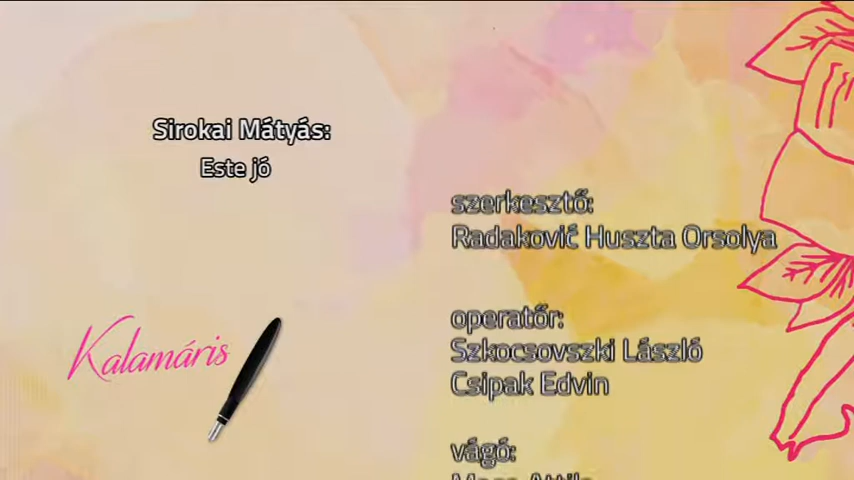 Sirokai Mátyás:
Este jó
Kalamáris
szerkesztő:
Radaković Huszta Orsolya
operatőr:
Szkocsovszki László
Csipak Edvin
vágó: